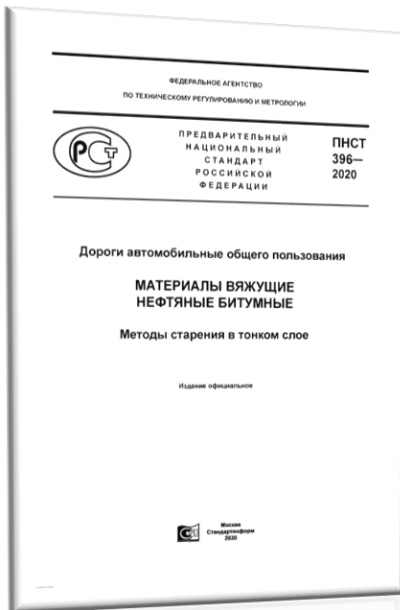 ФЕДЕРАЛЬНОЕ АГЕНТСТВО
ПО ТЕХНИЧЕСКОМУ РЕГУЛИРОВАНИЮ И МЕТРОЛОГИИ
РСТ
ПРЕДВАРИТЕЛЬНЫЙ
НАЦИОНАЛЬНЫЙ
СТАНДАРТ
РОССИЙСКОЙ
ФЕДЕРАЦИИ
ПНСТ
396—
2020
Дороги автомобильные общего пользования
МАТЕРИАЛЫ ВЯЖУЩИЕ
НЕФТЯНЫЕ БИТУМНЫЕ
Методы старения в тонком слое
Издание официальное
Москва
Стандартинформ
2020